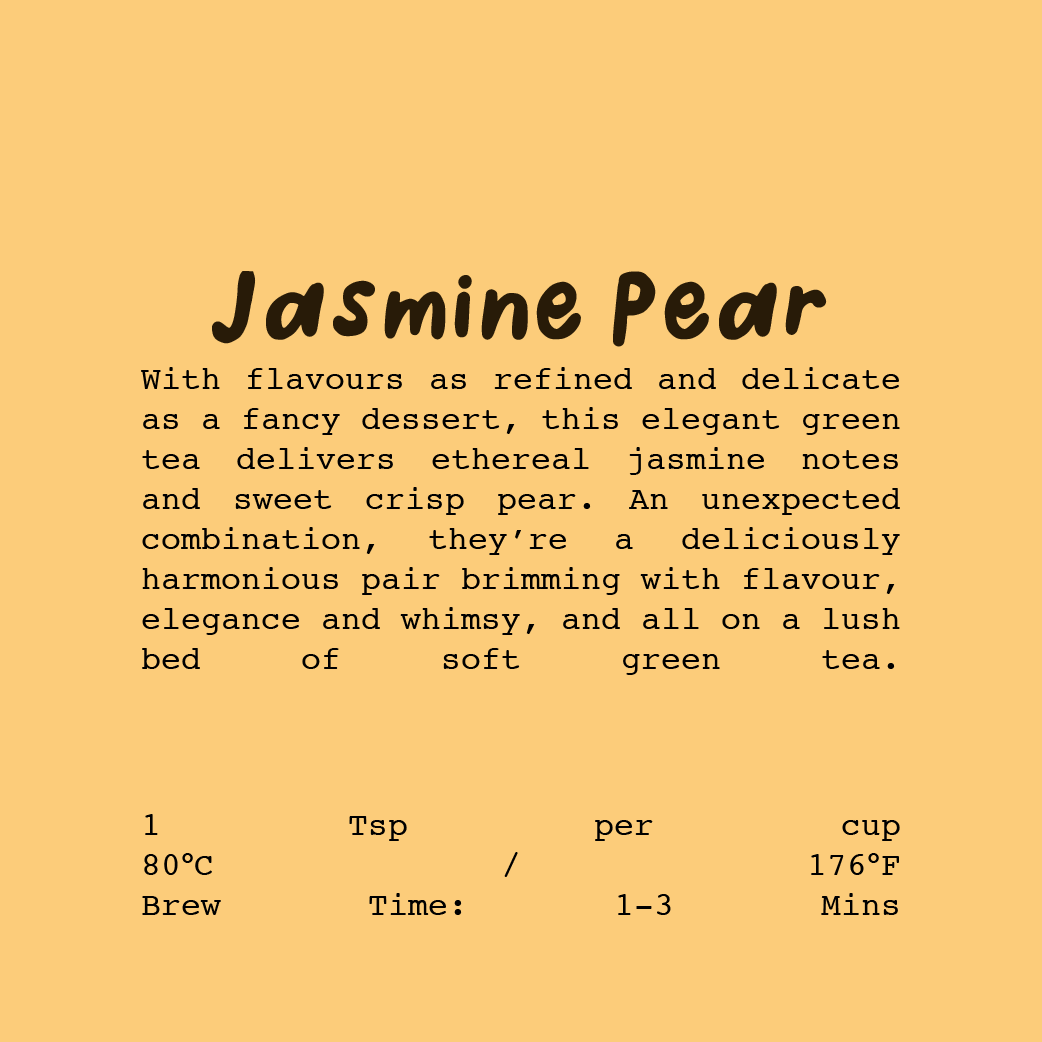 Jasmine Pear
With flavours as refined and delicate
as a fancy dessert, this elegant green
tea delivers ethereal jasmine notes
and sweet crisp pear. An unexpected
combination, they’re a deliciously
harmonious pair brimming with flavour,
elegance and whimsy, and all on a lush
bed of soft green tea.
1 Tsp per cup
80°C / 176°F
Brew Time: 1-3 Mins